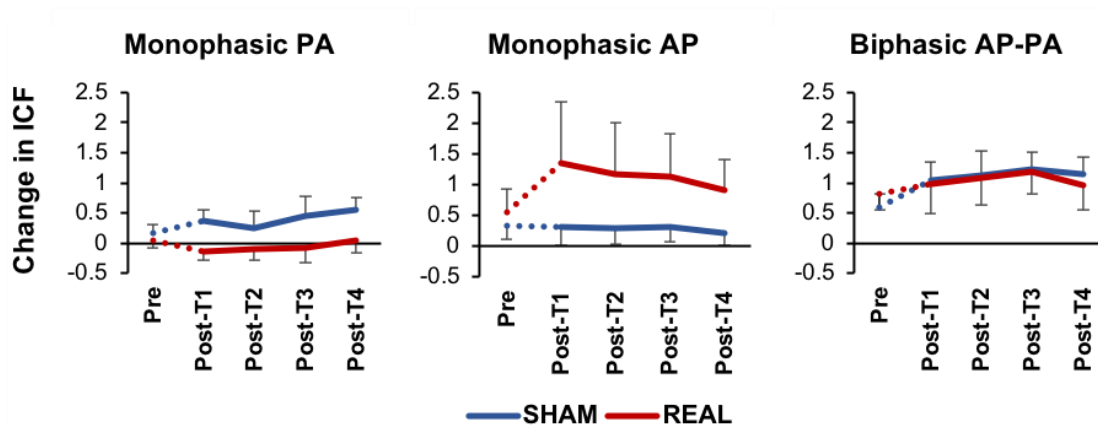 Monophasic PA
Monophasic AP
Biphasic AP-PA
Change in ICF
2.5
2
1.5
1
0.5
0
-0.5
Pre
Post-T1
Post-T2
Post-T3
Post-T4
2.5
2
1.5
1
0.5
0
-0.5
Pre
Post-T1
Post-T2
Post-T3
Post-T4
2.5
2
1.5
1
0.5
0
-0.5
Pre
Post-T1
Post-T2
Post-T3
Post-T4
SHAM REAL